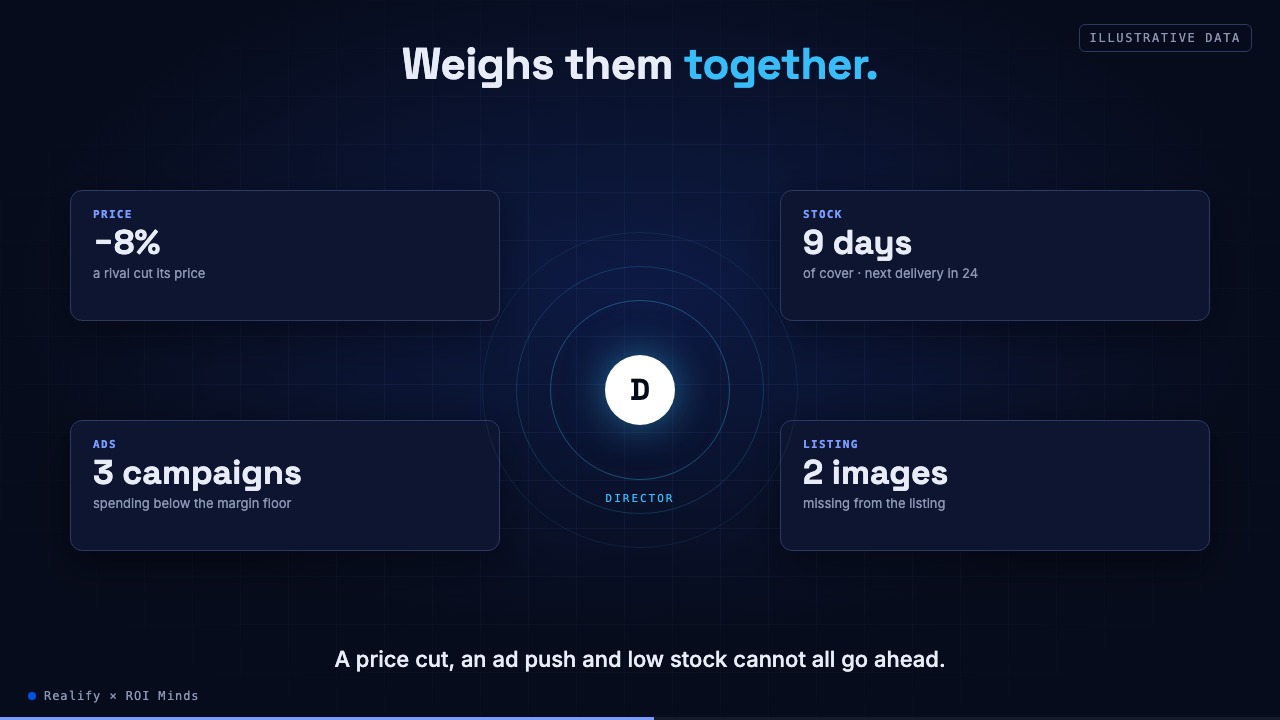 ILLUSTRATIVE DATA
Weighs them together.
PRICE
−8%
a rival cut its price
STOCK
9 days
of cover · next delivery in 24
D
DIRECTOR
ADS
3 campaigns
spending below the margin floor
LISTING
2 images
missing from the listing
A price cut, an ad push and low stock cannot all go ahead.
Realify × ROI Minds